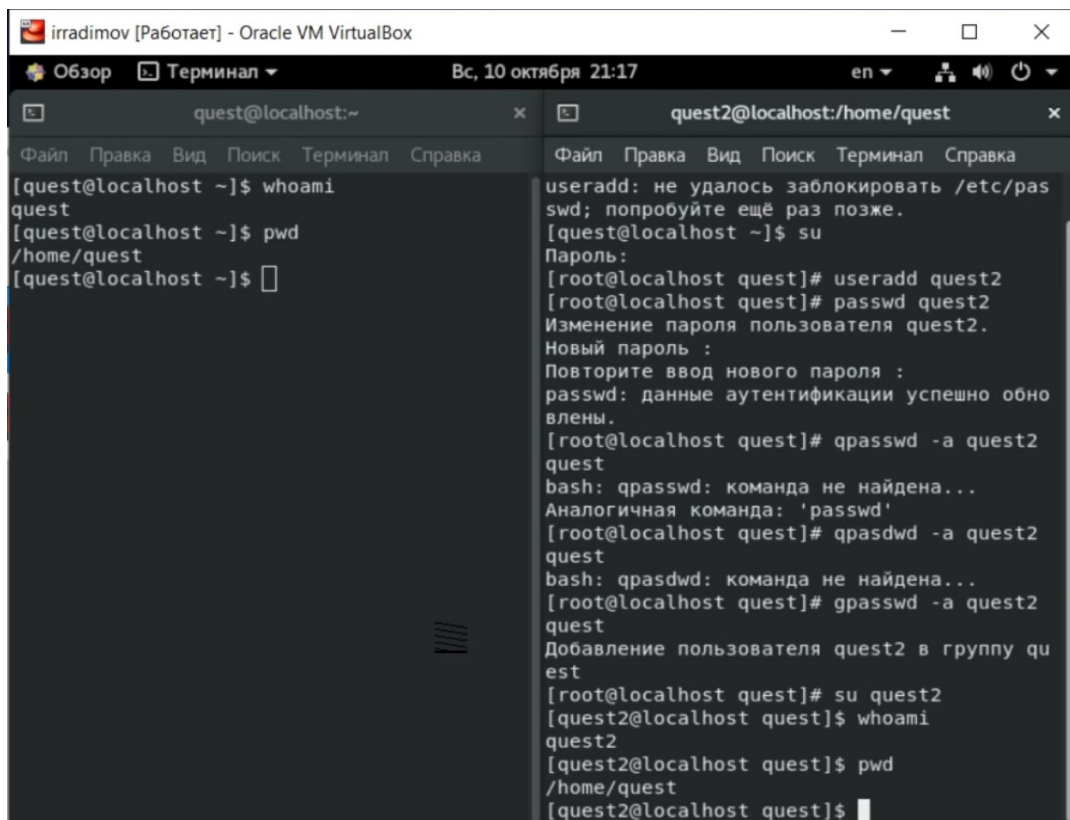 irradimov [Работает] - Oracle VM VirtualBox
Обзор Терминал Вс, 10 октября 21:17 en
quest@localhost:~
Файл Правка Вид Поиск Терминал Справка
[quest@localhost ~]$ whoami
quest
[quest@localhost ~]$ pwd
/home/quest
[quest@localhost ~]$
quest2@localhost:/home/quest
Файл Правка Вид Поиск Терминал Справка
useradd: не удалось заблокировать /etc/pas
swd; попробуйте ещё раз позже.
[quest@localhost ~]$ su
Пароль:
[root@localhost quest]# useradd quest2
[root@localhost quest]# passwd quest2
Изменение пароля пользователя quest2.
Новый пароль :
Повторите ввод нового пароля :
passwd: данные аутентификации успешно обно
влены.
[root@localhost quest]# qpasswd -a quest2
quest
bash: qpasswd: команда не найдена...
Аналогичная команда: 'passwd'
[root@localhost quest]# qpasdwd -a quest2
quest
bash: qpasdwd: команда не найдена...
[root@localhost quest]# gpasswd -a quest2
quest
Добавление пользователя quest2 в группу qu
est
[root@localhost quest]# su quest2
[quest2@localhost quest]$ whoami
quest2
[quest2@localhost quest]$ pwd
/home/quest
[quest2@localhost quest]$